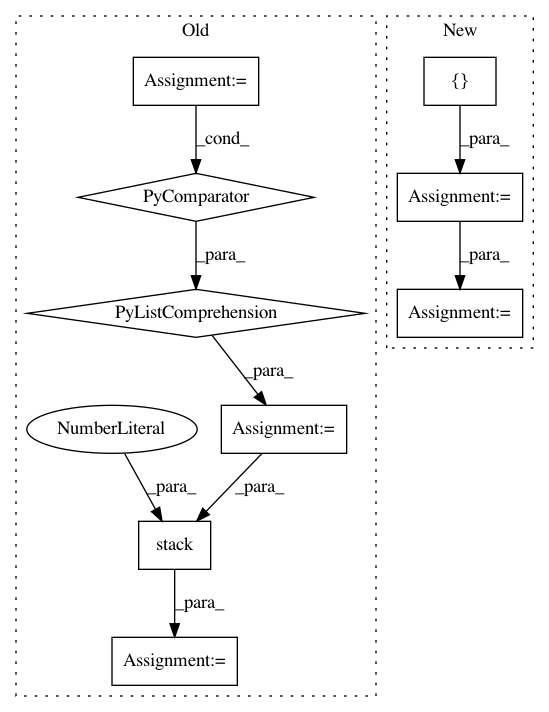 Old
New
Assignment:=
{}
_cond_
_para_
PyComparator
Assignment:=
_para_
_para_
PyListComprehension
Assignment:=
_para_
NumberLiteral
Assignment:=
_para_
_para_
stack
_para_
Assignment:=